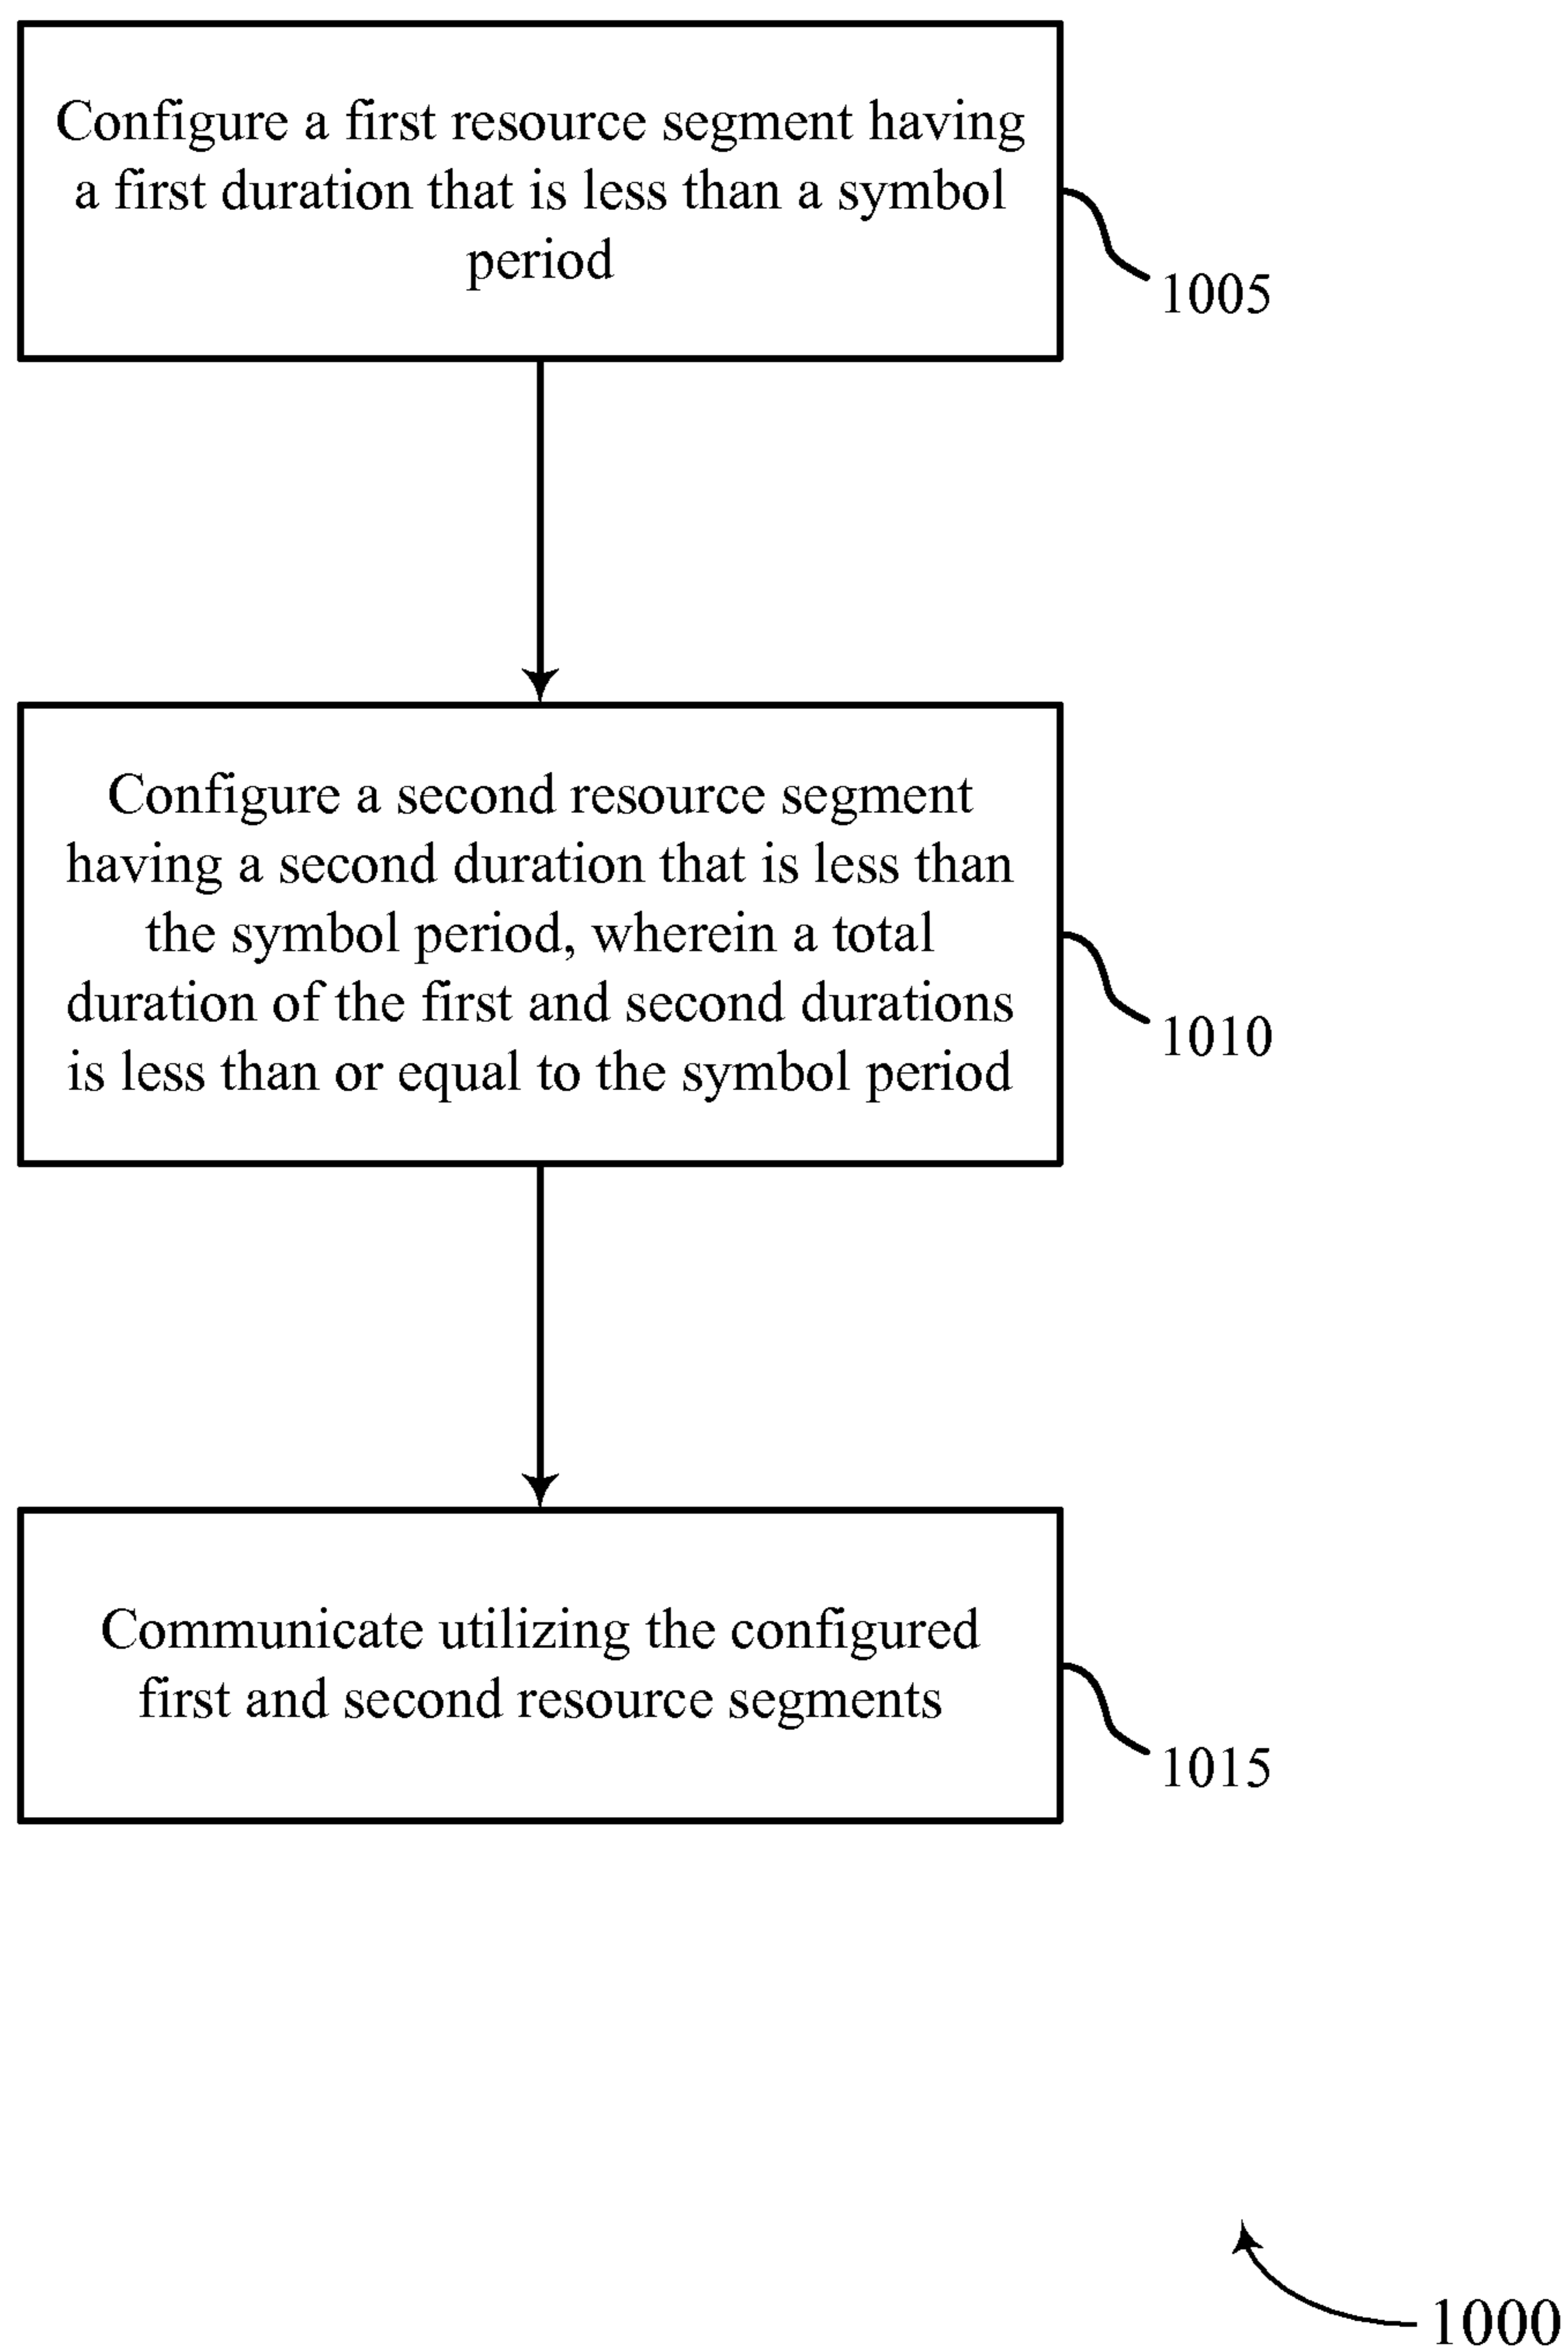 Configure a first resource segment having
a first duration that is less than a symbol
period
1005
Configure a second resource segment
having a second duration that is less than
the symbol period, wherein a total
duration of the first and second durations
is less than or equal to the symbol period
1010
Communicate utilizing the configured
first and second resource segments
1015
1000